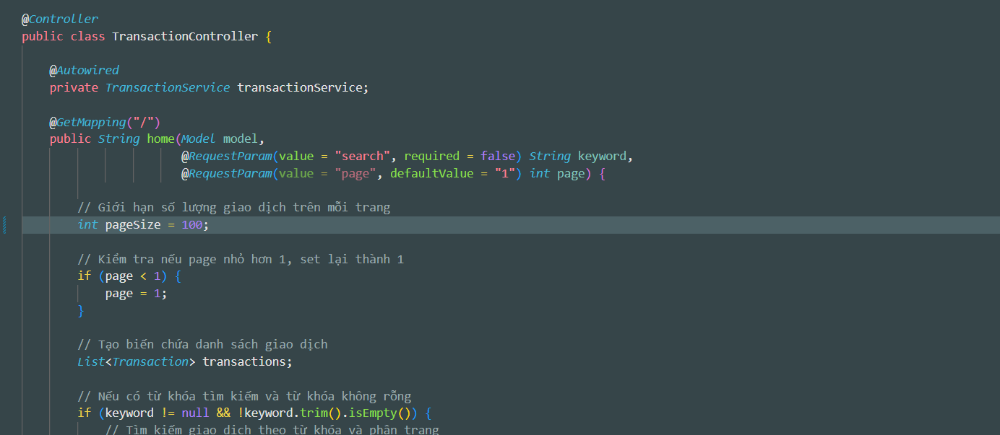 @Controller
public class TransactionController {
@Autowired
private TransactionService transactionService;
@GetMapping("/")
public String home(Model model,
@RequestParam(value = "search", required = false) String keyword,
@RequestParam(value = "page", defaultValue = "1") int page) {
// Giới hạn số lượng giao dịch trên mỗi trang
int pageSize = 100;
// Kiểm tra nếu page nhỏ hơn 1, set lại thành 1
if (page < 1) {
page = 1;
}
// Tạo biến chứa danh sách giao dịch
List<Transaction> transactions;
// Nếu có từ khóa tìm kiếm và từ khóa không rỗng
if (keyword != null && !keyword.trim().isEmpty()) {
// Tìm kiếm giao dịch theo từ khóa và phân trang